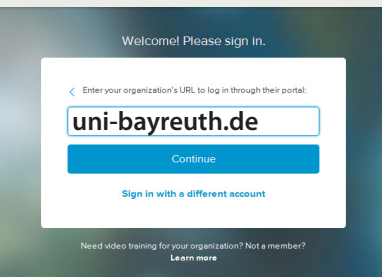 Welcome! Please sign in.
Enter your organization's URL to log in through their portal:
uni-bayreuth.de
Continue
Sign in with a different account
Need video training for your organization? Not a member?
Learn more